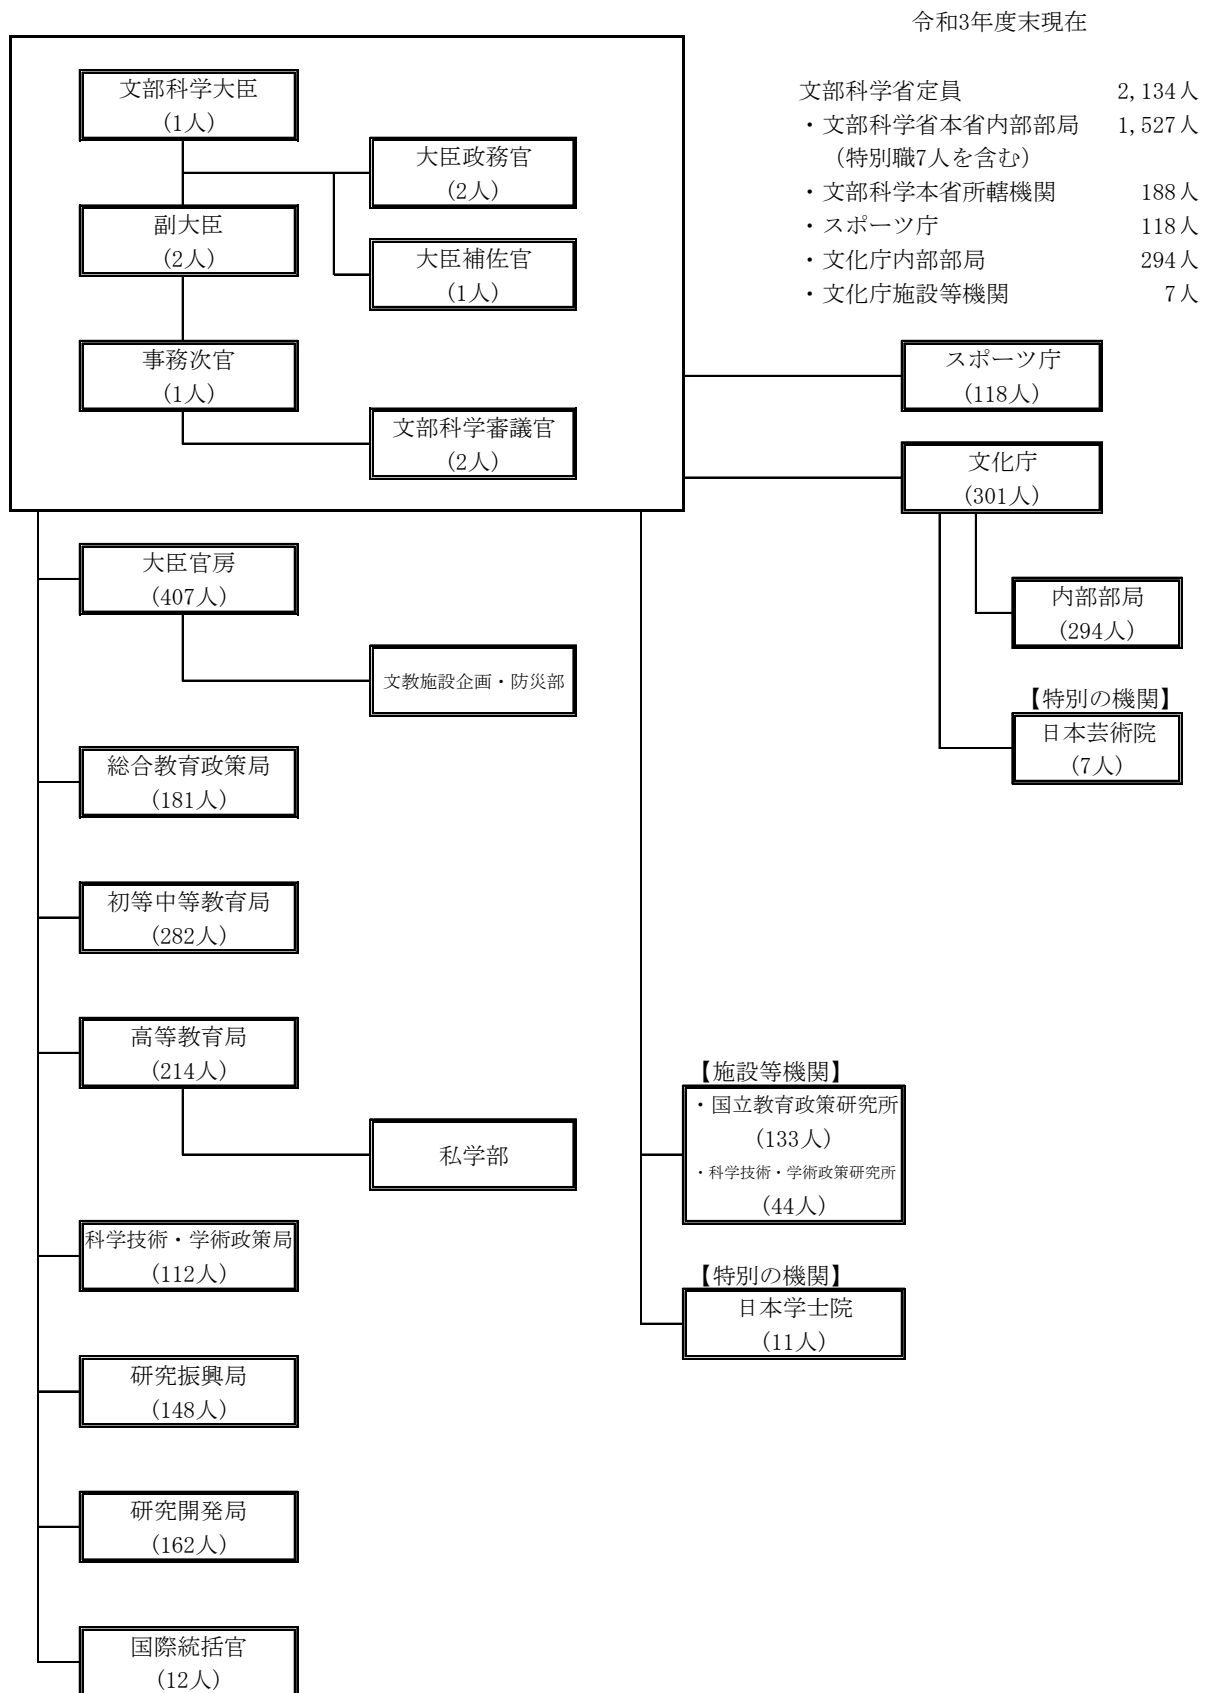 令和3年度末現在
文部科学省定員 2,134人
・文部科学省本省内部部局 1,527人
（特別職7人を含む）
・文部科学本省所轄機関 188人
・スポーツ庁 118人
・文化庁内部部局 294人
・文化庁施設等機関 7人
文部科学大臣
(1人)
大臣政務官
(2人)
副大臣
(2人)
大臣補佐官
(1人)
事務次官
(1人)
文部科学審議官
(2人)
スポーツ庁
(118人)
文化庁
(301人)
内部部局
(294人)
【特別の機関】
日本芸術院
(7人)
大臣官房
(407人)
文教施設企画・防災部
総合教育政策局
(181人)
初等中等教育局
(282人)
高等教育局
(214人)
私学部
科学技術・学術政策局
(112人)
研究振興局
(148人)
研究開発局
(162人)
国際統括官
(12人)
【施設等機関】
・国立教育政策研究所
(133人)
・科学技術・学術政策研究所
(44人)
【特別の機関】
日本学士院
(11人)